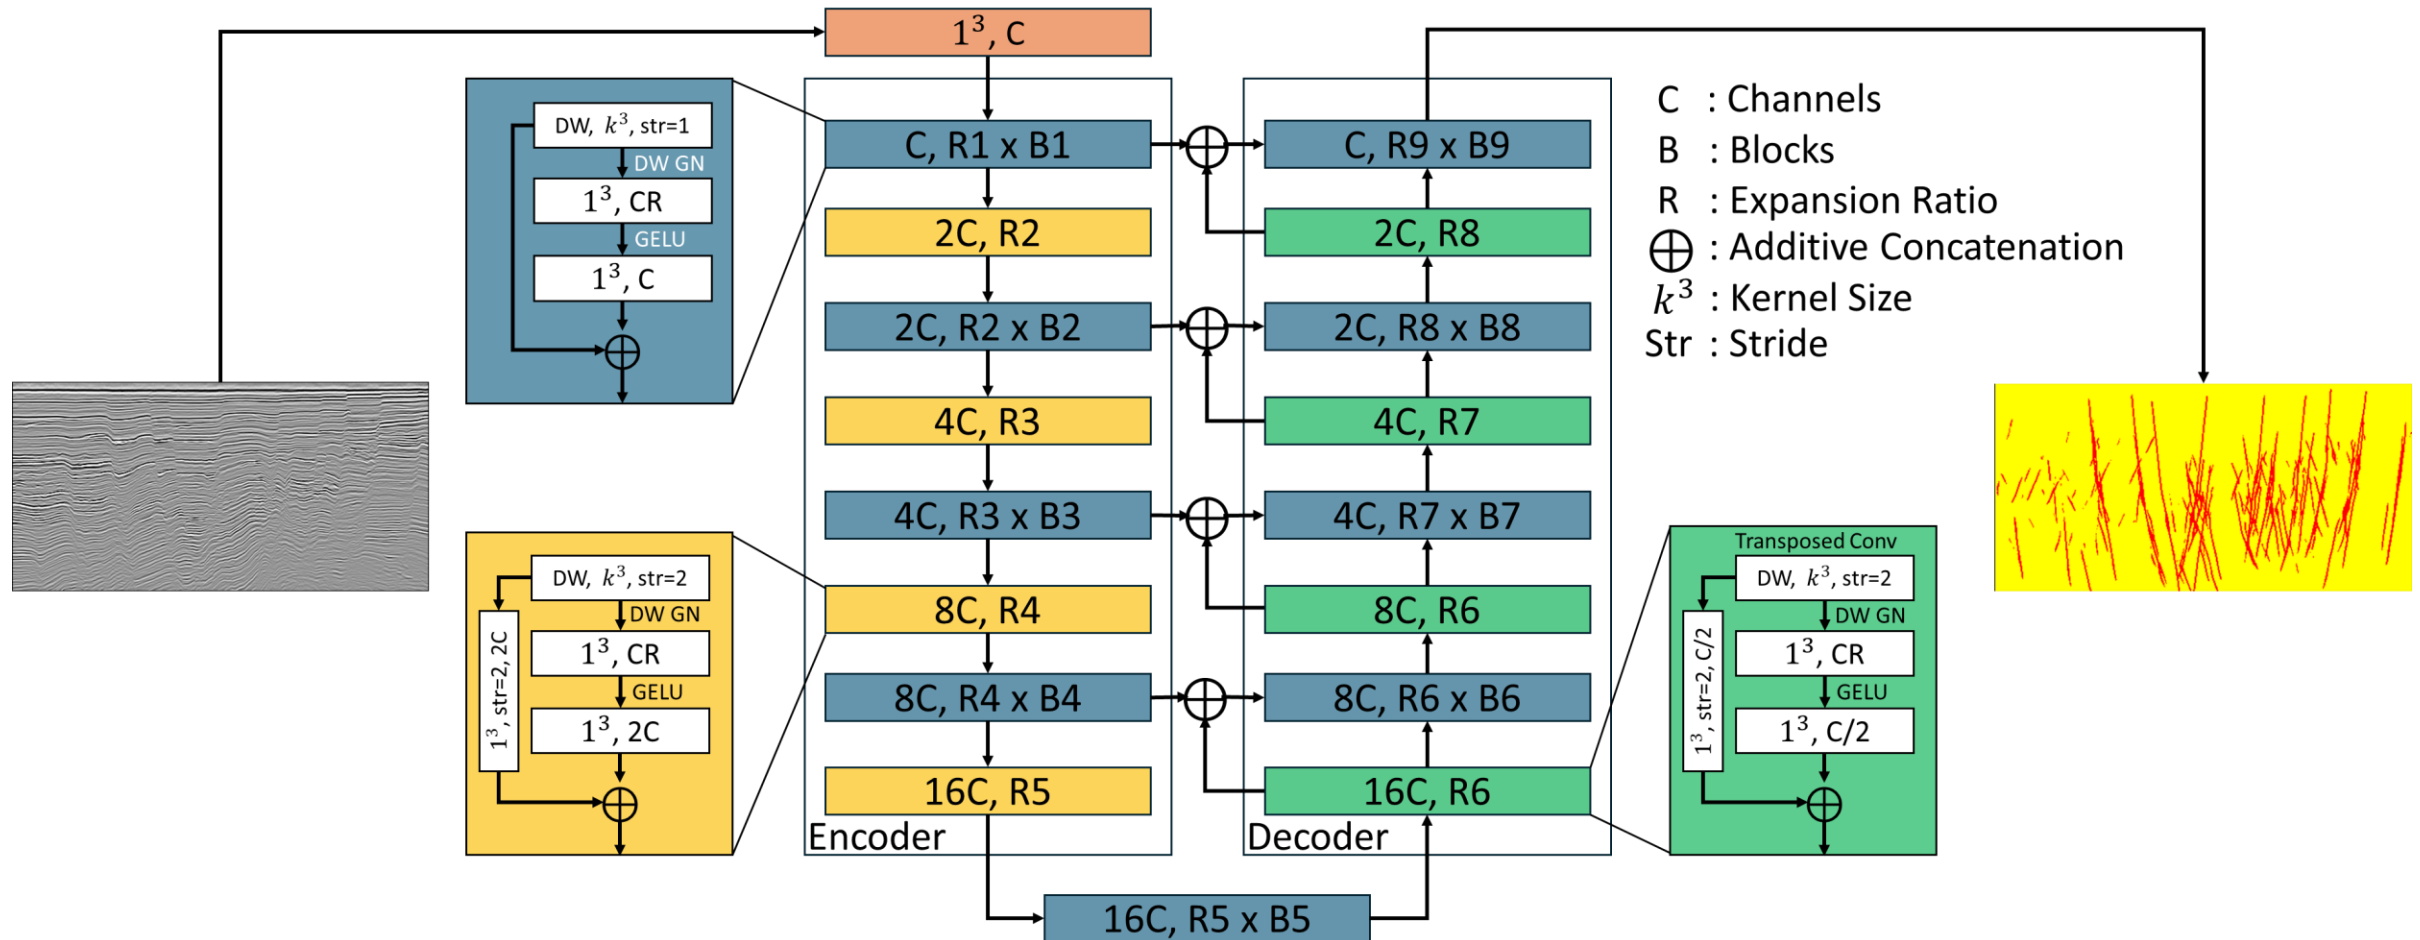 1³, C
DW, k³, str=1
DW GN
1³, CR
GELU
1³, C
C, R1 x B1
2C, R2
2C, R2 x B2
4C, R3
4C, R3 x B3
8C, R4
8C, R4 x B4
16C, R5
Encoder
DW, k³, str=2
DW GN
1³, CR
GELU
1³, 2C
1³, str=2, 2C
16C, R5 x B5
C, R9 x B9
2C, R8
2C, R8 x B8
4C, R7
4C, R7 x B7
8C, R6
8C, R6 x B6
16C, R6
Decoder
Transposed Conv
DW, k³, str=2
DW GN
1³, CR
GELU
1³, C/2
1³, str=2, C/2
C : Channels
B : Blocks
R : Expansion Ratio
⊕ : Additive Concatenation
k³ : Kernel Size
Str : Stride